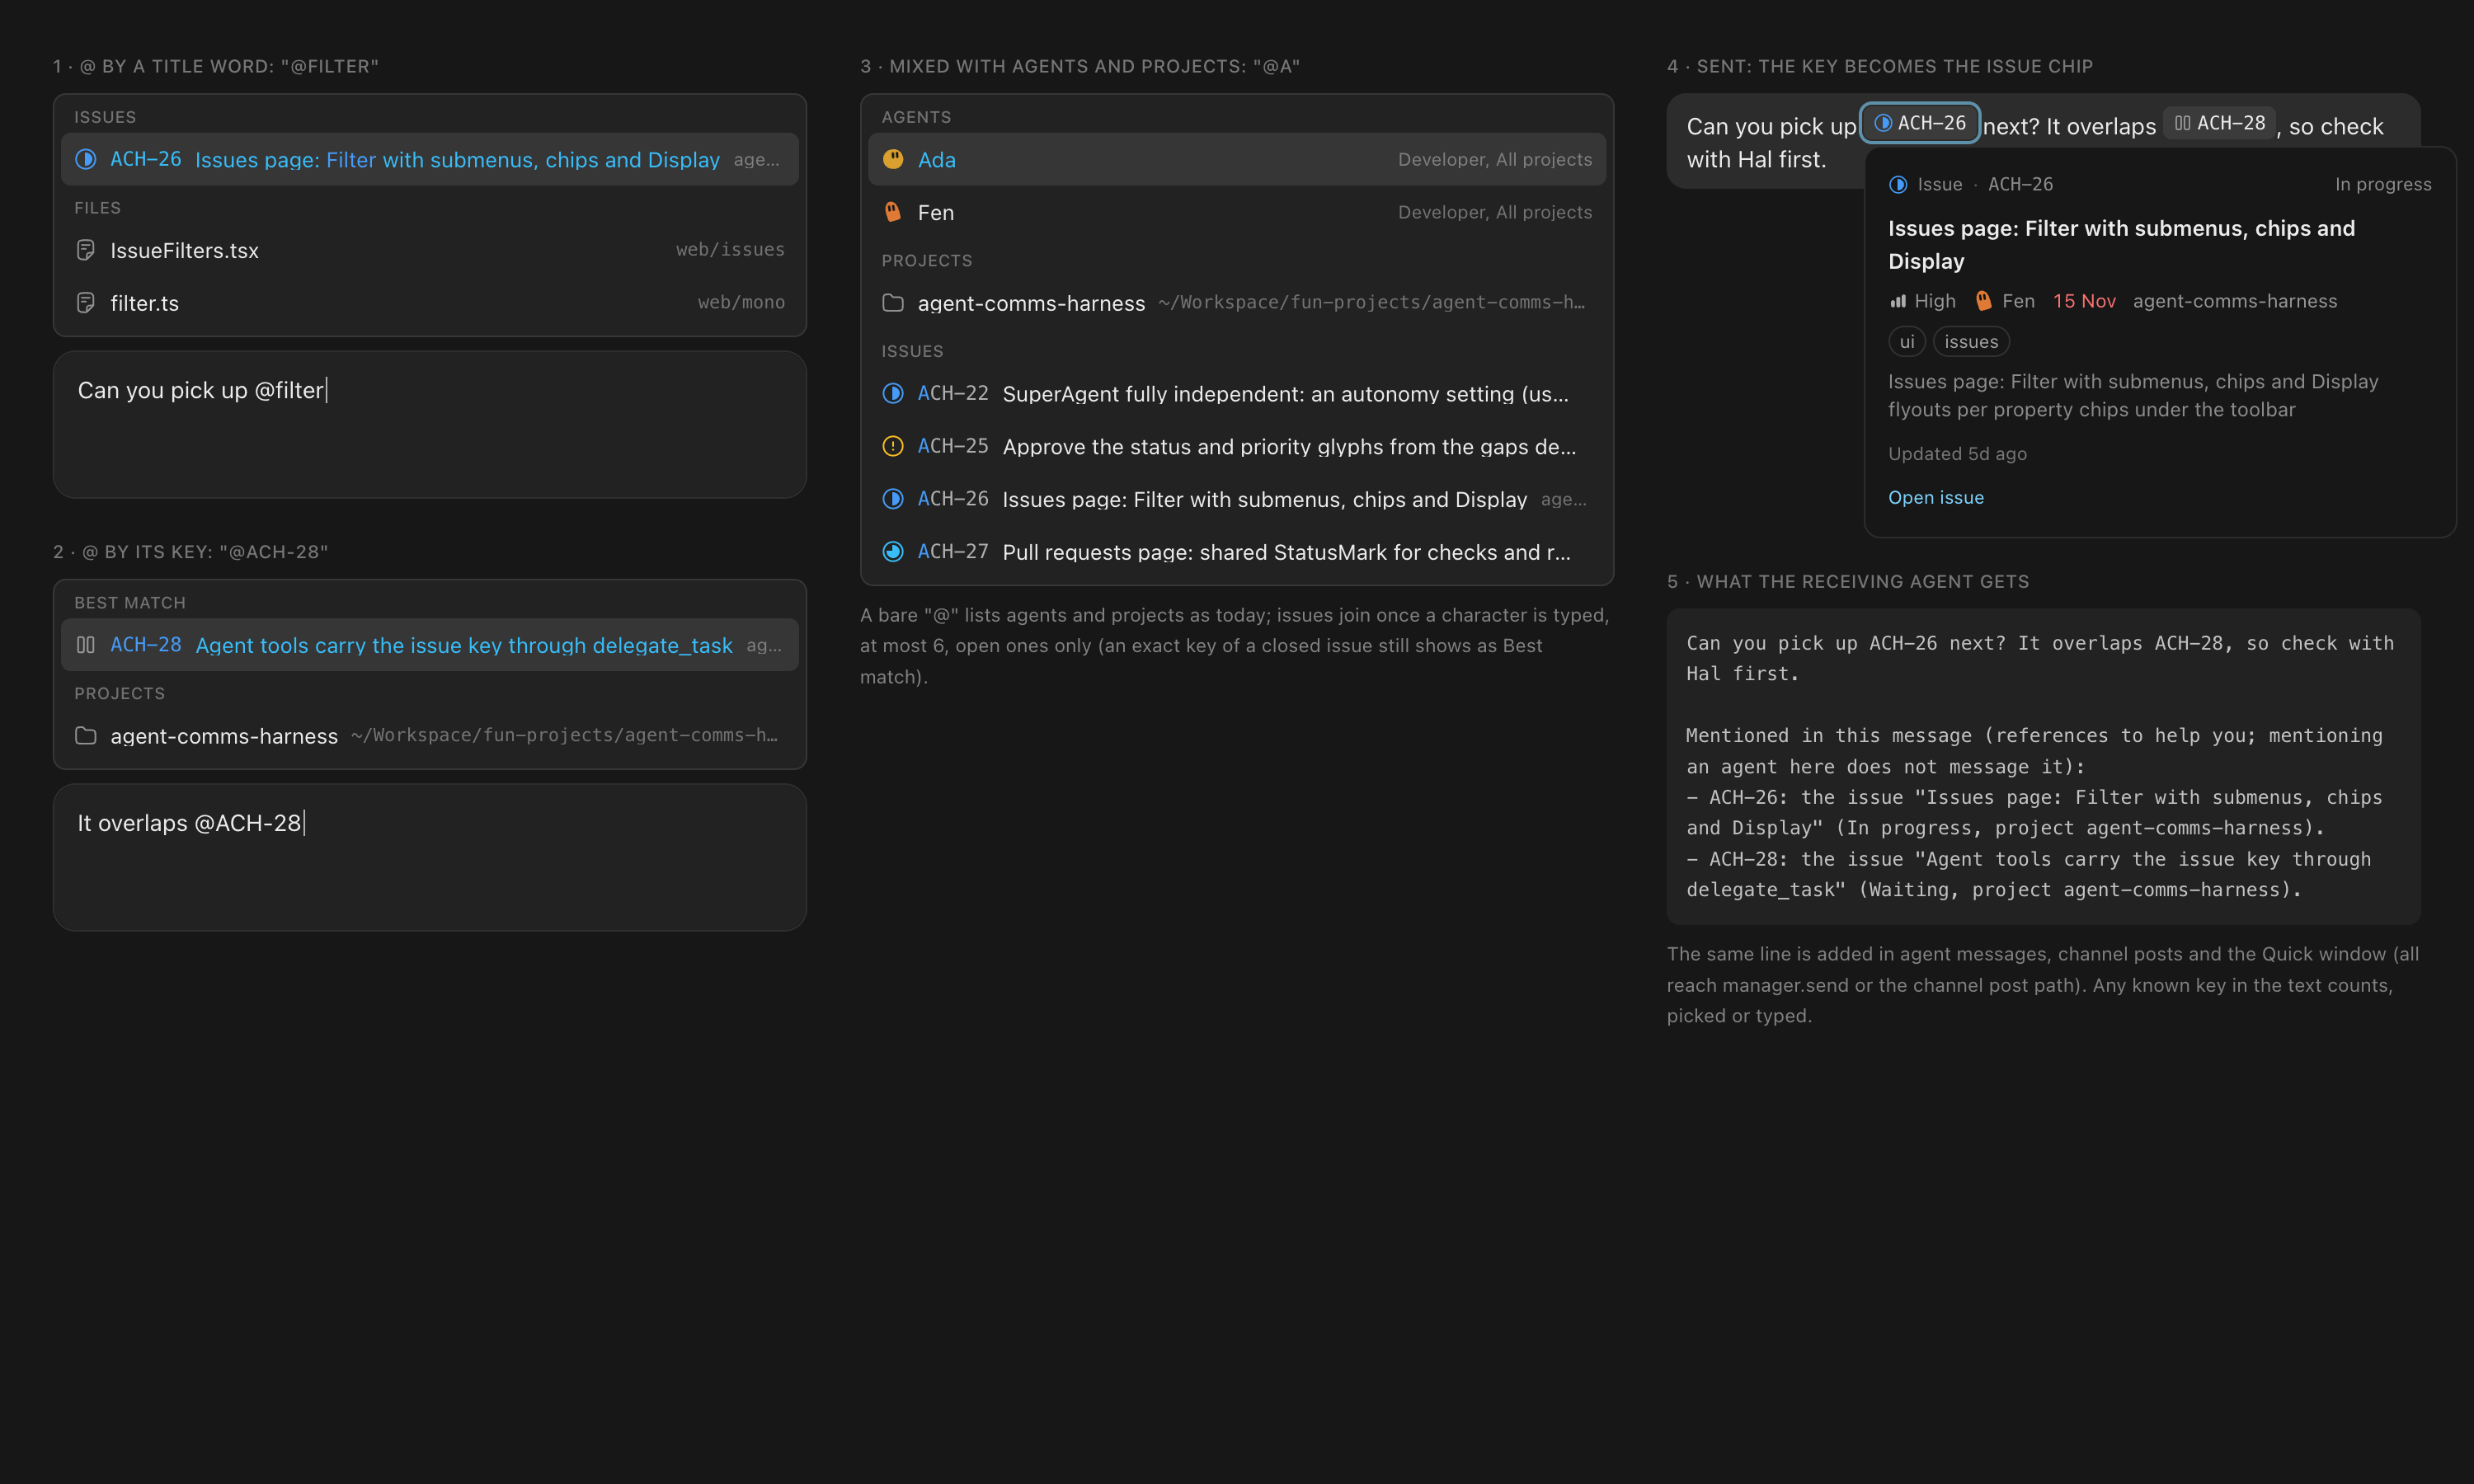 1 · @ BY A TITLE WORD: "@FILTER"
ISSUES
ACH–26 Issues page: Filter with submenus, chips and Display age…
FILES
IssueFilters.tsx web/issues
filter.ts web/mono
Can you pick up @filter
2 · @ BY ITS KEY: "@ACH-28"
BEST MATCH
ACH–28 Agent tools carry the issue key through delegate_task ag…
PROJECTS
agent-comms-harness ~/Workspace/fun-projects/agent-comms-h…
It overlaps @ACH-28
3 · MIXED WITH AGENTS AND PROJECTS: "@A"
AGENTS
Ada Developer, All projects
Fen Developer, All projects
PROJECTS
agent-comms-harness ~/Workspace/fun-projects/agent-comms-h…
ISSUES
ACH–22 SuperAgent fully independent: an autonomy setting (us…
ACH–25 Approve the status and priority glyphs from the gaps de…
ACH–26 Issues page: Filter with submenus, chips and Display age…
ACH–27 Pull requests page: shared StatusMark for checks and r…
A bare "@" lists agents and projects as today; issues join once a character is typed,
at most 6, open ones only (an exact key of a closed issue still shows as Best
match).
4 · SENT: THE KEY BECOMES THE ISSUE CHIP
Can you pick up ACH–26 next? It overlaps ACH–28 , so check
with Hal first.
Issue · ACH–26 In progress
Issues page: Filter with submenus, chips and
Display
High Fen 15 Nov agent-comms-harness
ui issues
Issues page: Filter with submenus, chips and Display
flyouts per property chips under the toolbar
Updated 5d ago
Open issue
5 · WHAT THE RECEIVING AGENT GETS
Can you pick up ACH–26 next? It overlaps ACH–28, so check with
Hal first.
Mentioned in this message (references to help you; mentioning
an agent here does not message it):
– ACH–26: the issue "Issues page: Filter with submenus, chips
and Display" (In progress, project agent–comms–harness).
– ACH–28: the issue "Agent tools carry the issue key through
delegate_task" (Waiting, project agent–comms–harness).
The same line is added in agent messages, channel posts and the Quick window (all
reach manager.send or the channel post path). Any known key in the text counts,
picked or typed.